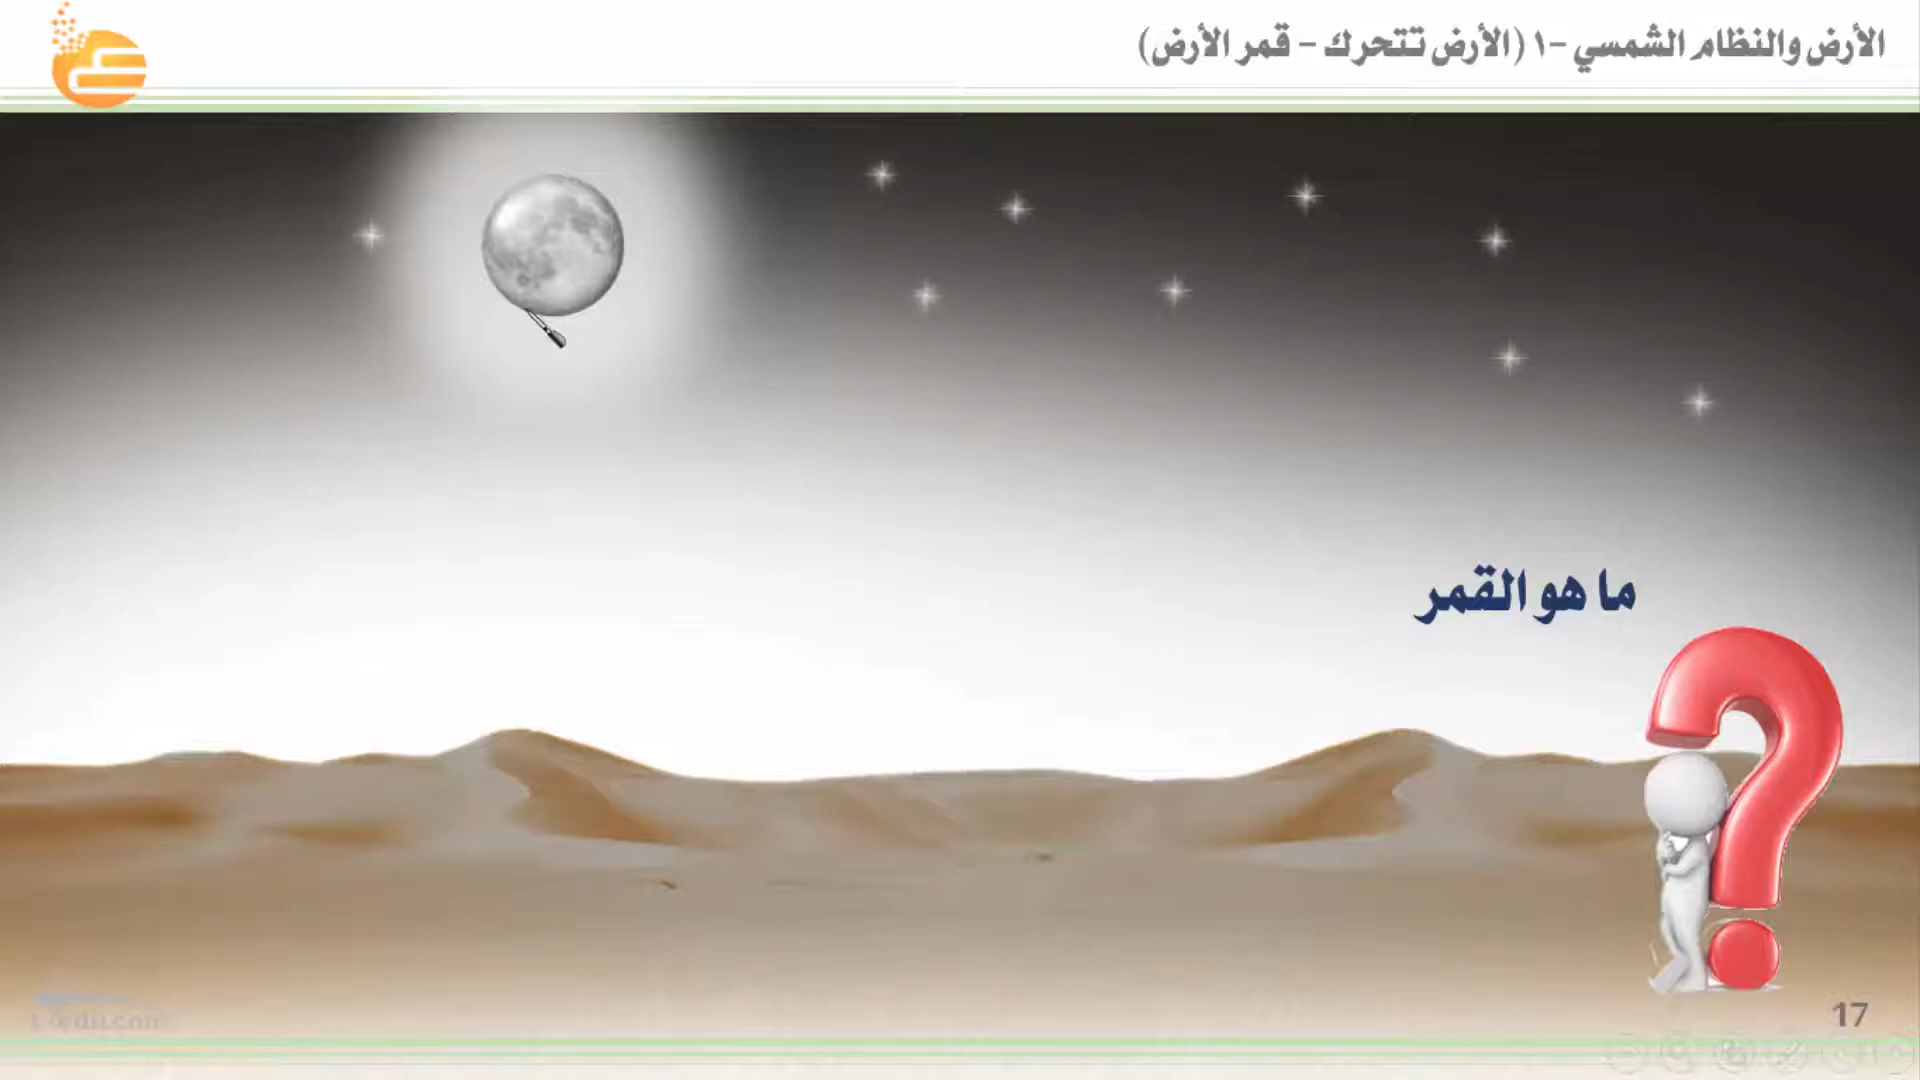 الأرض والنظام الشمسي -١ (الأرض تتحرك - قمر الأرض)
ما هو القمر
17